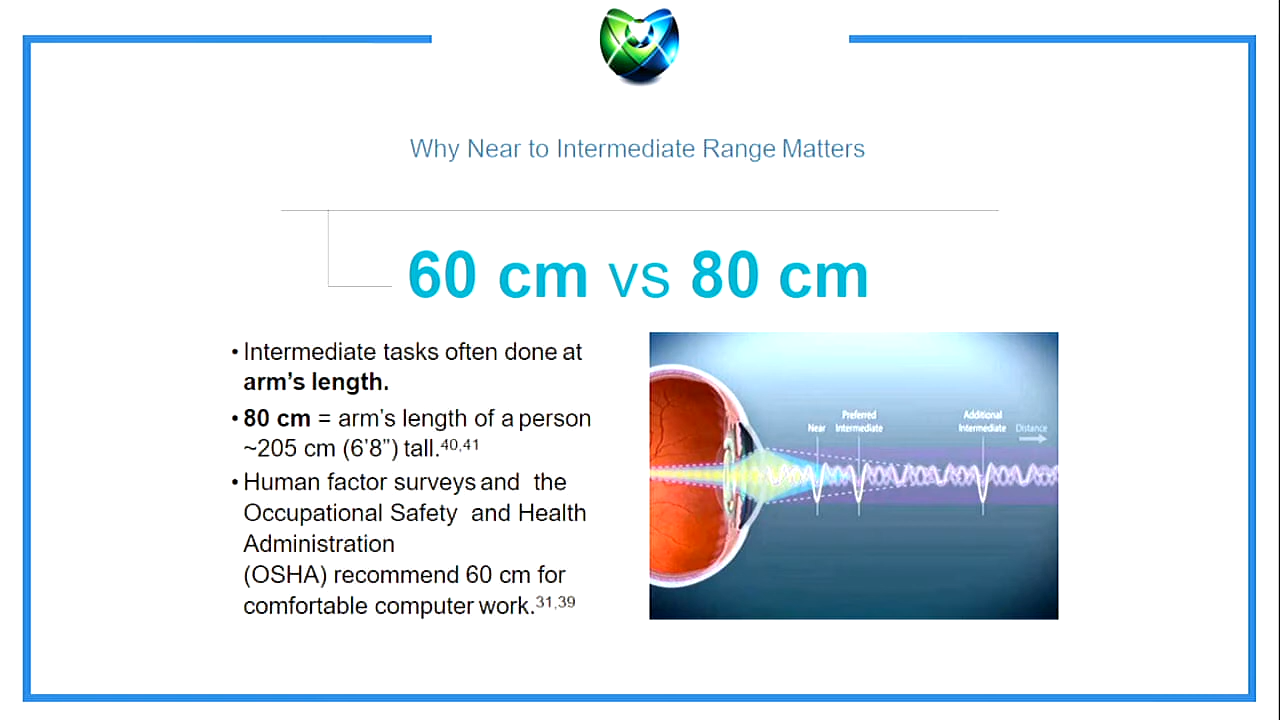 Why Near to Intermediate Range Matters
60 cm vs 80 cm
• Intermediate tasks often done at
arm's length.
• 80 cm = arm's length of a person
~205 cm (6'8") tall.40,41
• Human factor surveys and the
Occupational Safety and Health
Administration
(OSHA) recommend 60 cm for
comfortable computer work.31,39
Preferred Additional
Near Intermediate Intermediate Distance